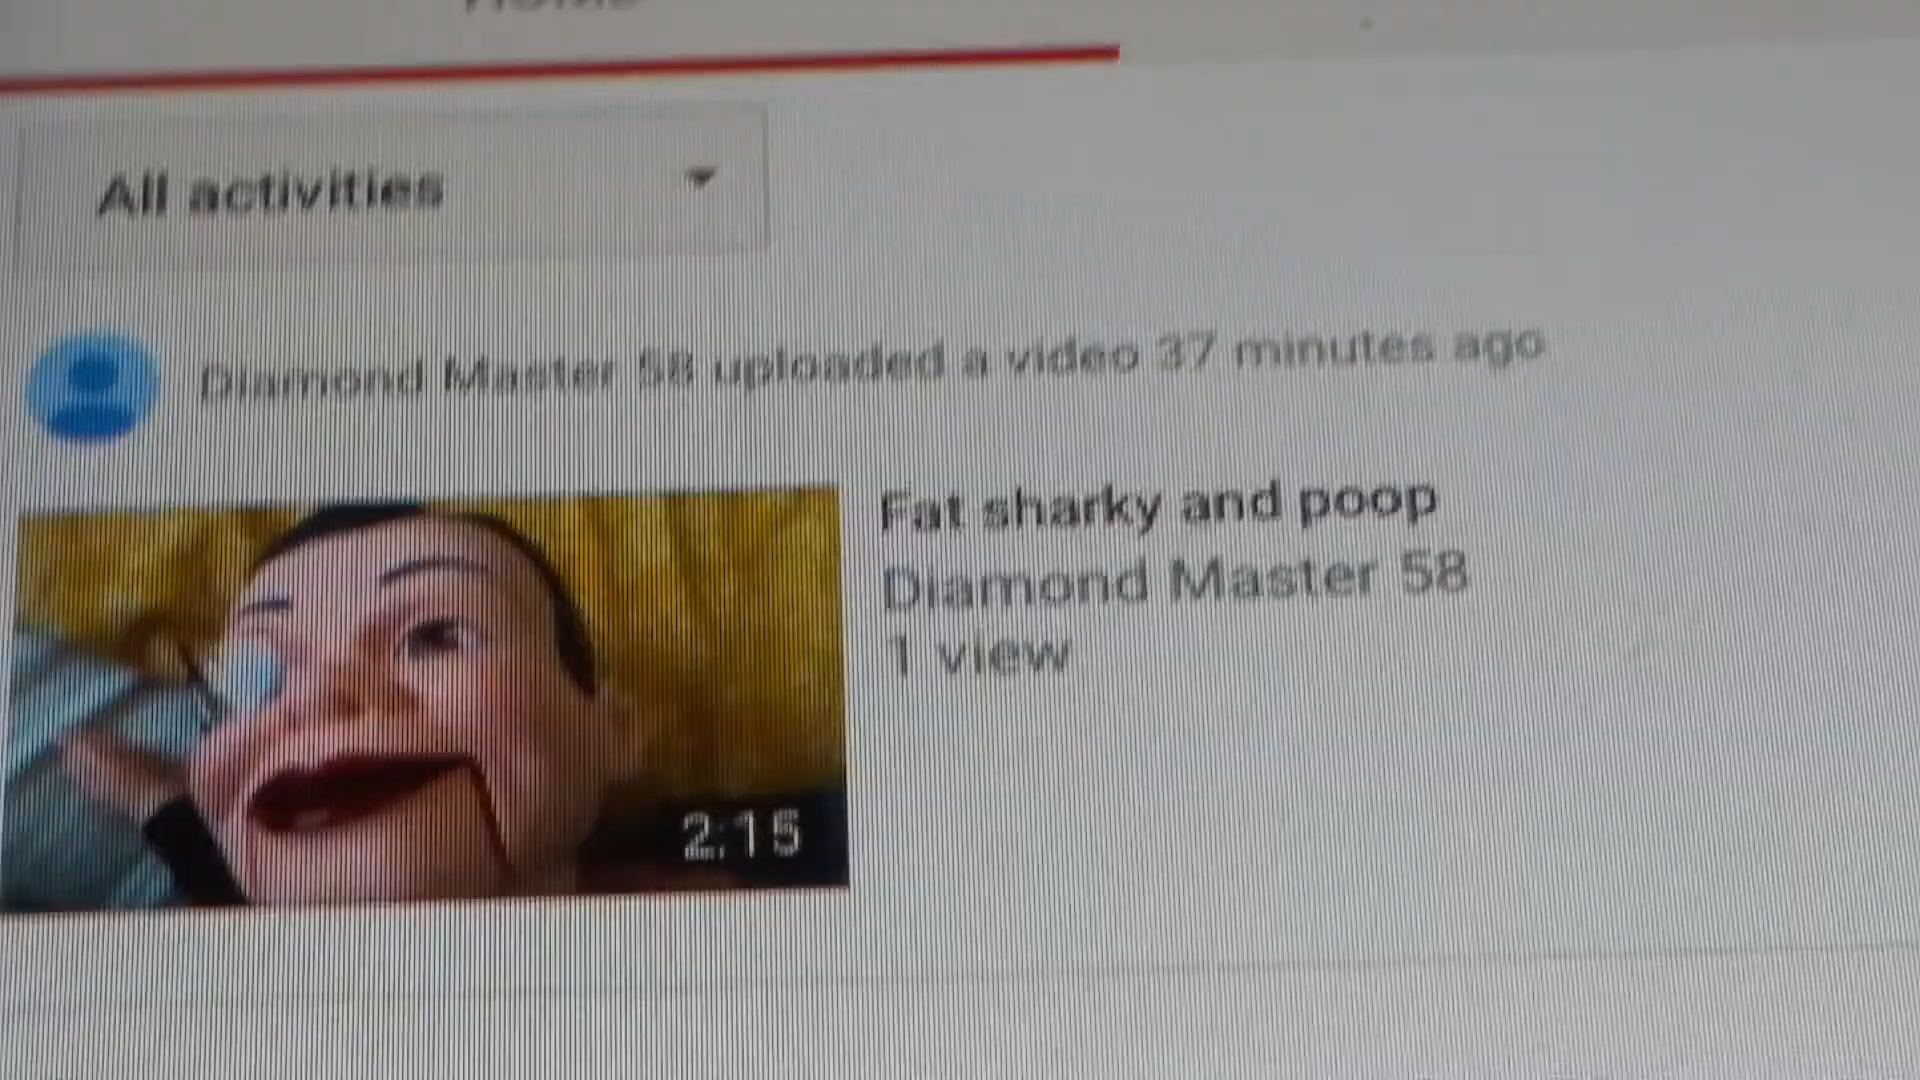 HOME
All activities
Diamond Master 58 uploaded a video 37 minutes ago
Fat sharky and poop
Diamond Master 58
1 view
2:15